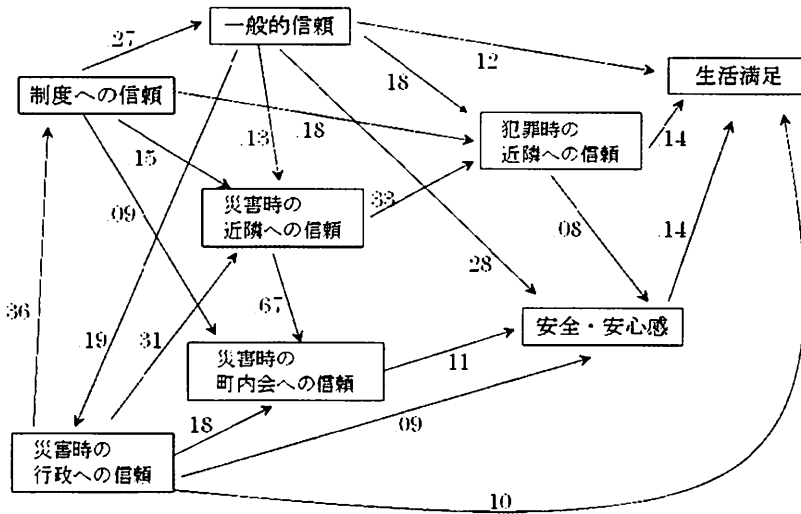 一般的信頼
.27
12
生活満足
制度への信頼
18
.18
犯罪時の
近隣への信頼
.14
.13
.15
災害時の
近隣への信頼
.33
.09
08
.14
.28
67
安全・安心感
36
.19
31
災害時の
町内会への信頼
11
18
09
災害時の
行政への信頼
10